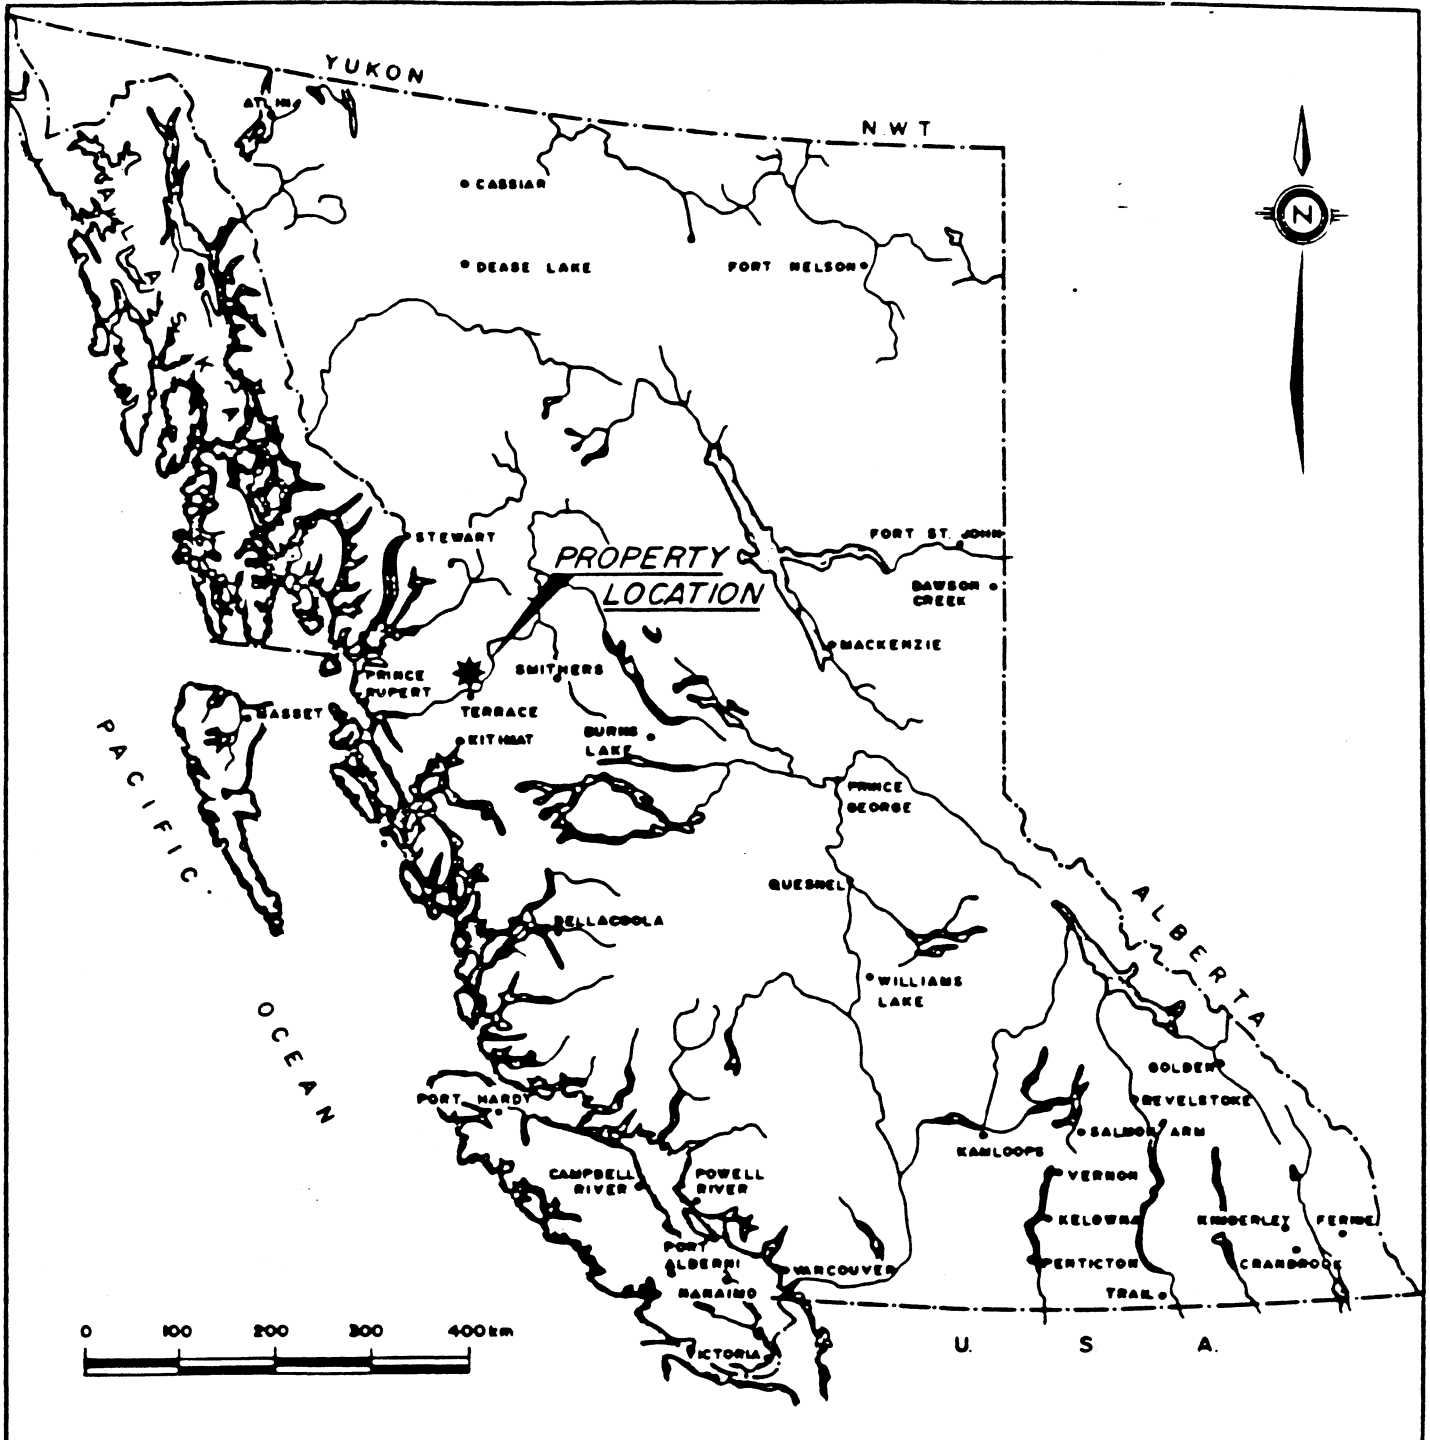 YUKON
N.W.T
ATLIN
ALASKA
CASSIAR
DEASE LAKE
FORT NELSON
N
STEWART
PROPERTY
LOCATION
FORT ST. JOHN
DAWSON
CREEK
MACKENZIE
PRINCE
RUPERT
SMITHERS
TERRACE
MASSET
KITIMAT
BURNS
LAKE
PRINCE
GEORGE
PACIFIC
OCEAN
QUESNEL
ALBERTA
BELLACOOLA
WILLIAMS
LAKE
GOLDEN
PORT HARDY
REVELSTOKE
SALMON ARM
KAMLOOPS
CAMPBELL
RIVER
POWELL
RIVER
VERNON
KELOWNA
KIMBERLEY
FERNIE
PORT
ALBERNI
VANCOUVER
PENTICTON
CRANBROOK
NANAIMO
TRAIL
VICTORIA
U. S. A.
0 100 200 300 400 km